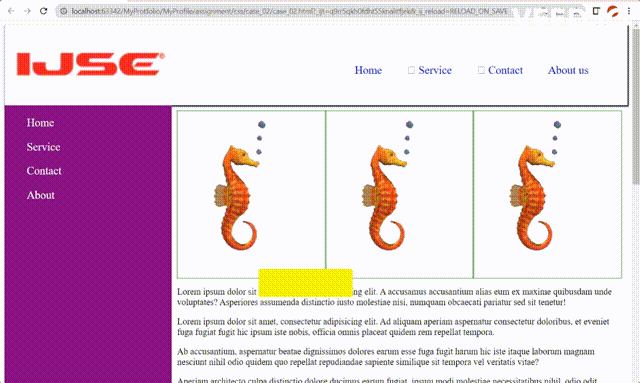 localhost:63342/MyProtfolio/MyProfile/assignment/css/case_02/case_02.html?_ijt=
RELOAD_ON_SAVE
IJSE
Home Service Contact About us
Home
Service
Contact
About
Lorem ipsum dolor sit ing elit. A accusamus accusantium alias eum ex maxime quibusdam unde
voluptates? Asperiores assumenda distinctio iusto molestiae nisi, numquam obcaecati pariatur sed sit tenetur!
Lorem ipsum dolor sit amet, consectetur adipisicing elit. Ad aliquam aperiam aspernatur consectetur doloribus, et eveniet
fuga fugiat fugit hic ipsum iste nobis, officia omnis placeat quidem rem repellat tempora.
Ab accusantium, aspernatur beatae dignissimos dolores earum esse fuga fugit harum hic iste itaque laborum magnam
nesciunt nihil odio quidem quo repellat repudiandae sapiente similique sit tempora vel veritatis vitae?
Aperiam architecto culpa distinctio dolore ducimus earum fugiat, ipsum modi molestiae necessitatibus nihil, odio odit